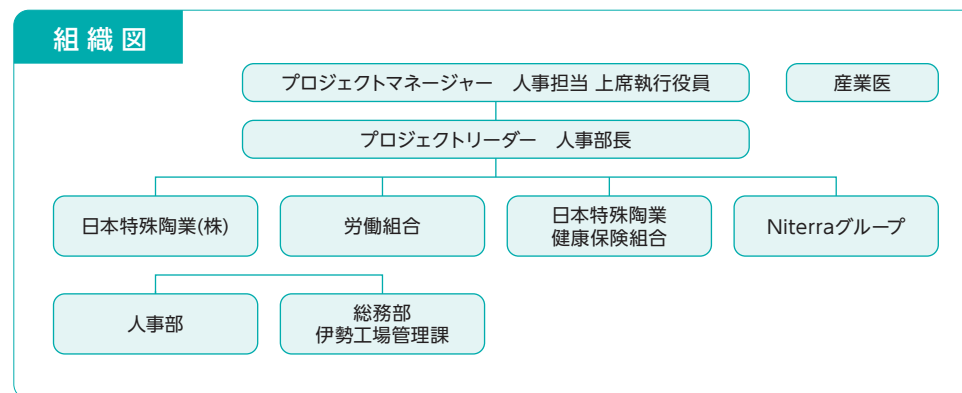 組織図
プロジェクトマネージャー　人事担当 上席執行役員
産業医
プロジェクトリーダー　人事部長
日本特殊陶業(株)
労働組合
日本特殊陶業
健康保険組合
Niterraグループ
人事部
総務部
伊勢工場管理課